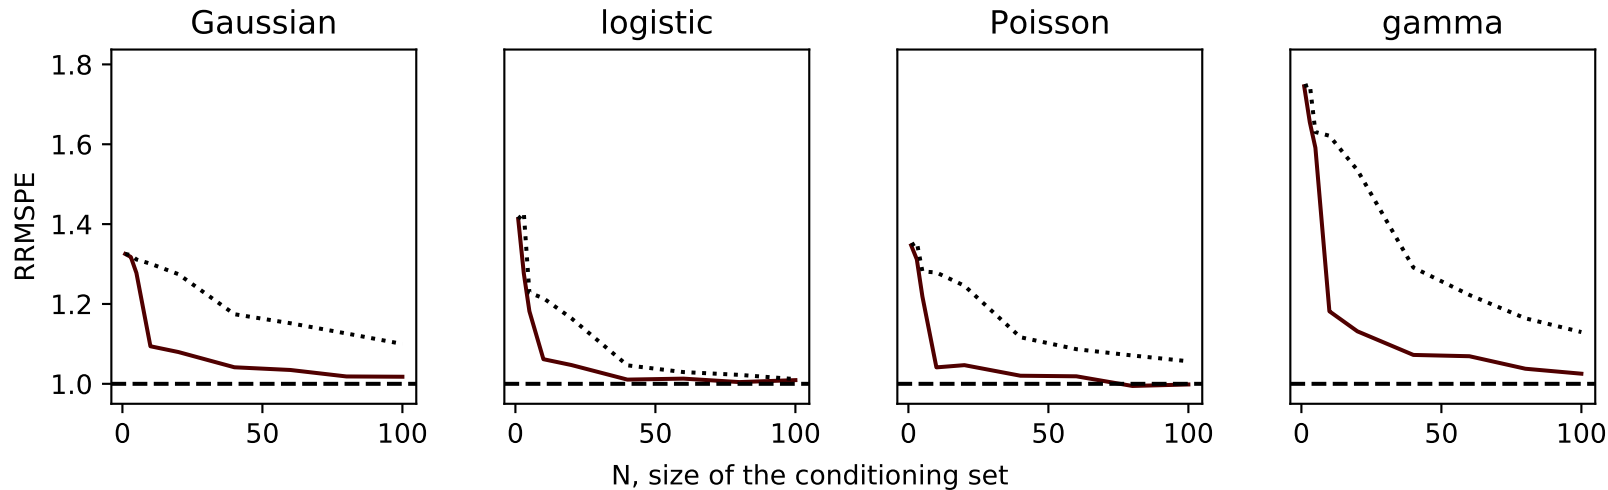 Gaussian
logistic
Poisson
gamma
RRMSPE
1.8
1.6
1.4
1.2
1.0
0 50 100
0 50 100
0 50 100
0 50 100
N, size of the conditioning set